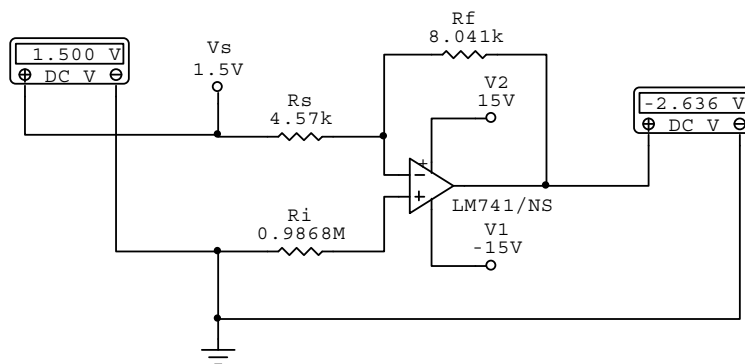 1.500 V
DC V
Vs
1.5V
Rs
4.57k
Rf
8.041k
V2
15V
-2.636 V
DC V
LM741/NS
Ri
0.9868M
V1
-15V